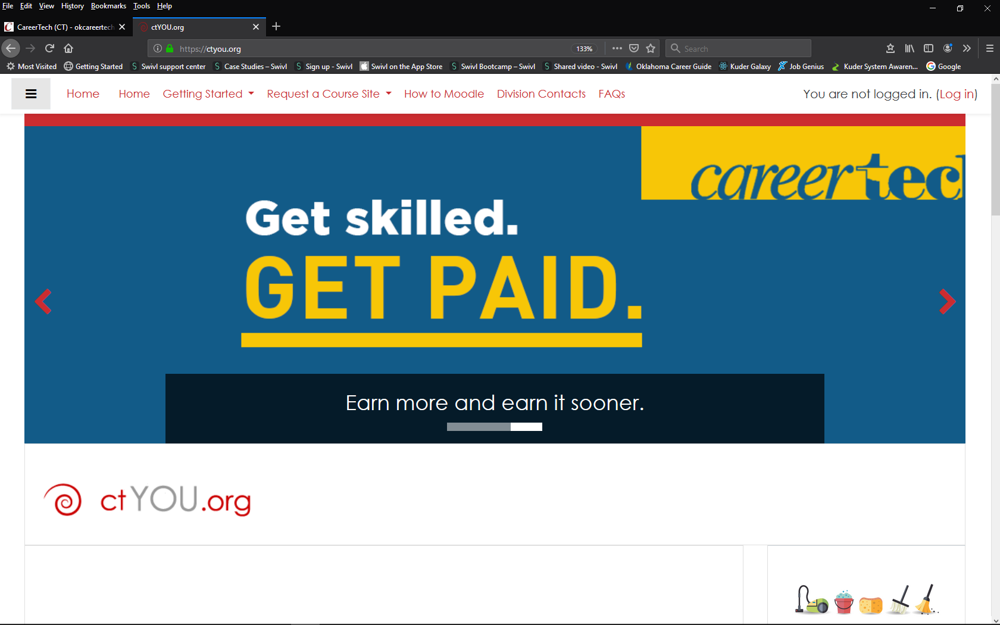 File Edit View History Bookmarks Tools Help
CareerTech (CT) - okcareertech
ctYOU.org
https://ctyou.org
133%
Search
Most Visited Getting Started Swivl support center Case Studies – Swivl Sign up - Swivl Swivl on the App Store Swivl Bootcamp – Swivl Shared video - Swivl Oklahoma Career Guide Kuder Galaxy Job Genius Kuder System Awaren... Google
Home Home Getting Started Request a Course Site How to Moodle Division Contacts FAQs You are not logged in. (Log in)
careertec
Get skilled.
GET PAID.
Earn more and earn it sooner.
ctYOU.org